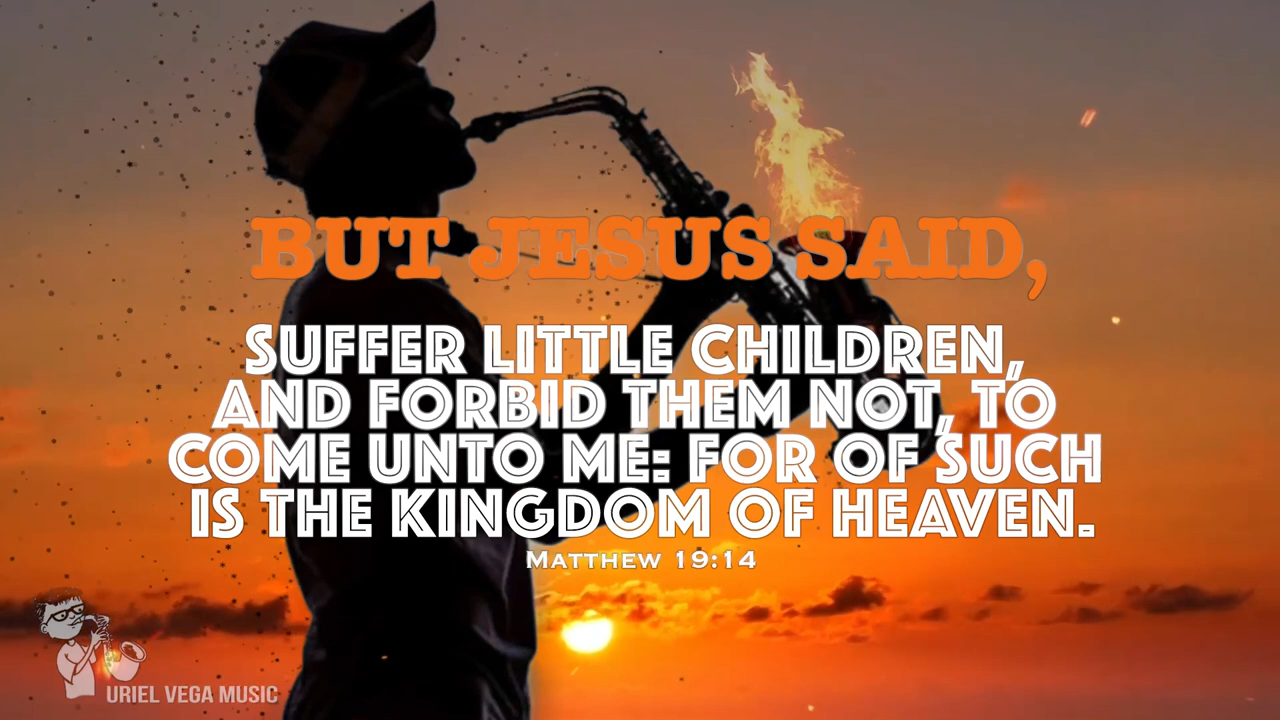 BUT JESUS SAID,
SUFFER LITTLE CHILDREN,
AND FORBID THEM NOT, TO
COME UNTO ME: FOR OF SUCH
IS THE KINGDOM OF HEAVEN.
MATTHEW 19:14
URIEL VEGA MUSIC